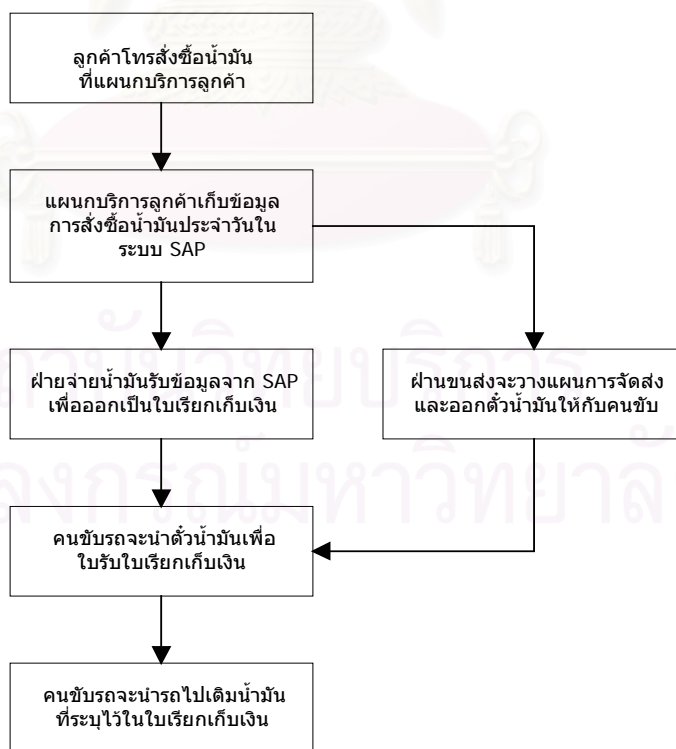 ลูกค้าโทรสั่งซื้อน้ำมัน
ที่แผนกบริการลูกค้า
แผนกบริการลูกค้าเก็บข้อมูล
การสั่งซื้อน้ำมันประจำวันใน
ระบบ SAP
ฝ่ายจ่ายน้ำมันรับข้อมูลจาก SAP
เพื่อออกเป็นใบเรียกเก็บเงิน
ฝ่านขนส่งจะวางแผนการจัดส่ง
และออกตั๋วน้ำมันให้กับคนขับ
คนขับรถจะนำตั๋วน้ำมันเพื่อ
ใบรับใบเรียกเก็บเงิน
คนขับรถจะนำรถไปเติมน้ำมัน
ที่ระบุไว้ในใบเรียกเก็บเงิน